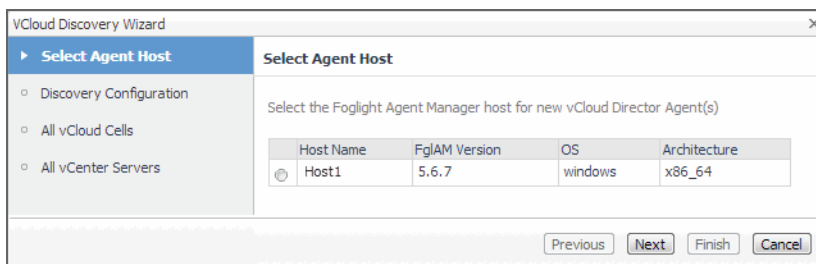 VCloud Discovery Wizard
Select Agent Host
Discovery Configuration
All vCloud Cells
All vCenter Servers
Select Agent Host
Select the Foglight Agent Manager host for new vCloud Director Agent(s)
Host Name FglAM Version OS Architecture
Host1 5.6.7 windows x86_64
Previous Next Finish Cancel